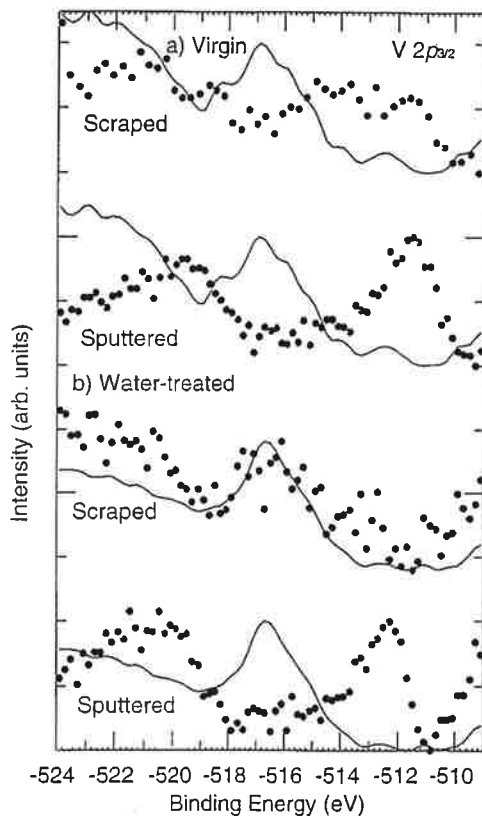 a) Virgin
V 2p3/2
Scraped
Sputtered
b) Water-treated
Scraped
Sputtered
Intensity (arb. units)
-524 -522 -520 -518 -516 -514 -512 -510
Binding Energy (eV)